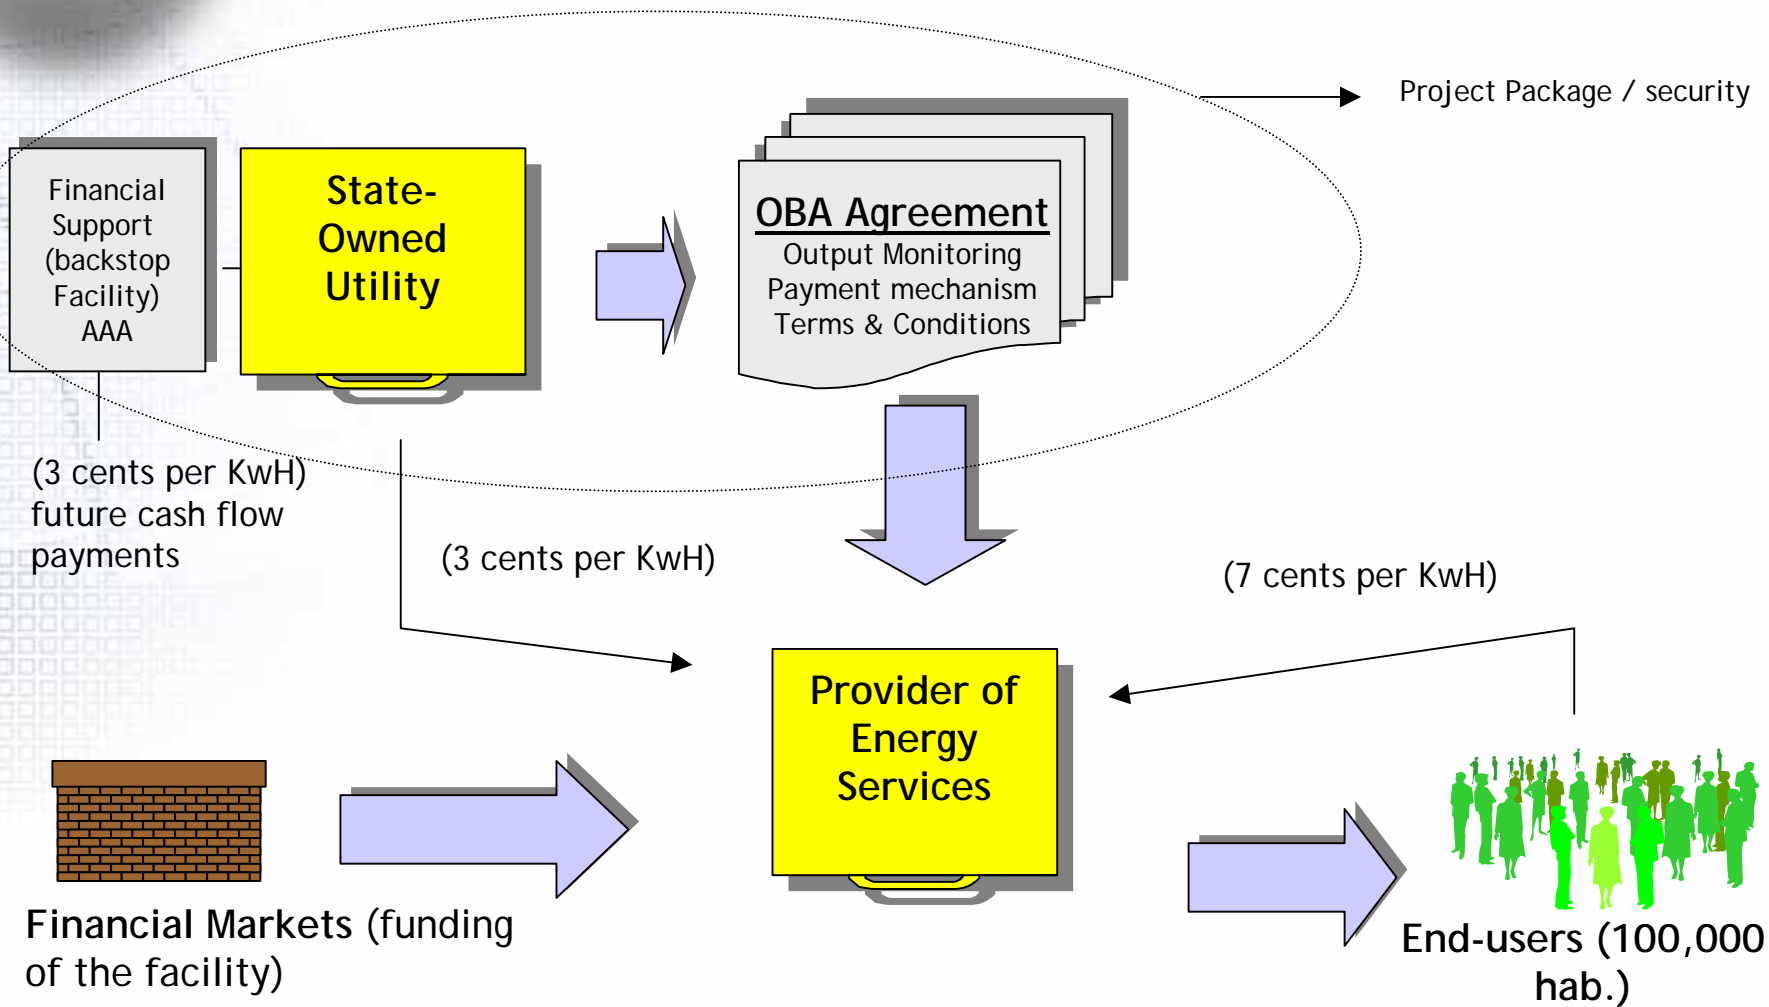 Project Package / security
Financial
Support
(backstop
Facility)
AAA
State-
Owned
Utility
OBA Agreement
Output Monitoring
Payment mechanism
Terms & Conditions
(3 cents per KwH)
future cash flow
payments
(3 cents per KwH)
(7 cents per KwH)
Provider of
Energy
Services
Financial Markets (funding
of the facility)
End-users (100,000
hab.)